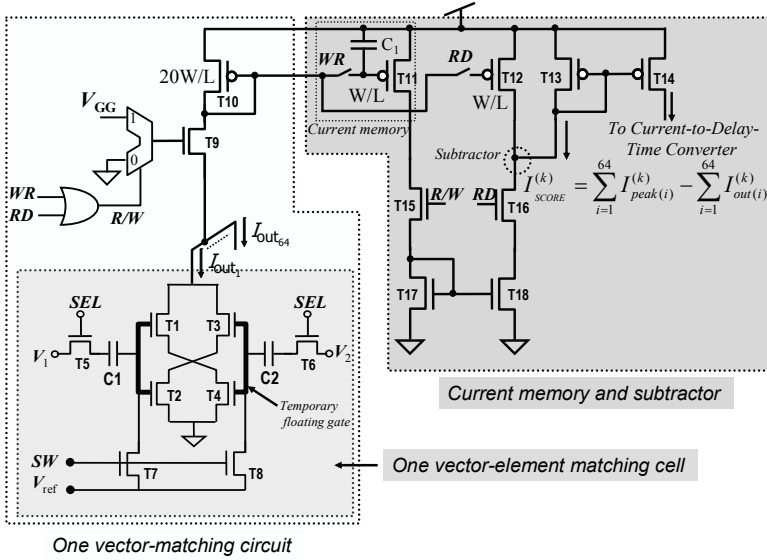 WR
C1
RD
20W/L
T10
T11
T12
T13
T14
W/L
W/L
VGG
1
0
T9
Current memory
Subtractor
To Current-to-Delay-
Time Converter
I(k)SCORE = ∑64i=1 I(k)peak(i) − ∑64i=1 I(k)out(i)
WR
RD
R/W
T15
R/W
RD
T16
Iout64
Iout1
T17
T18
SEL
SEL
T1
T3
V1
T5
C1
C2
T6
V2
T2
T4
Temporary
floating gate
SW
T7
T8
Vref
Current memory and subtractor
One vector-element matching cell
One vector-matching circuit